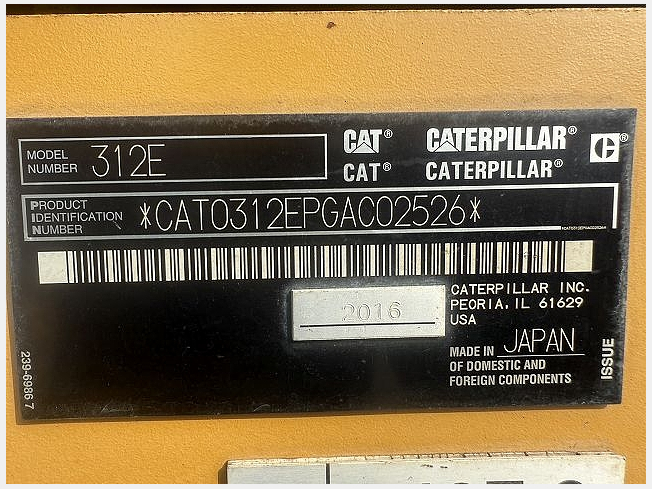 MODEL NUMBER 312E
CAT® CATERPILLAR®
CAT® CATERPILLAR®
PRODUCT IDENTIFICATION NUMBER *CAT0312EPGAC02526*
*CAT0312EPGAC02526*
2016
CATERPILLAR INC.
PEORIA, IL 61629
USA
MADE IN JAPAN
OF DOMESTIC AND
FOREIGN COMPONENTS
ISSUE
239-6986 7